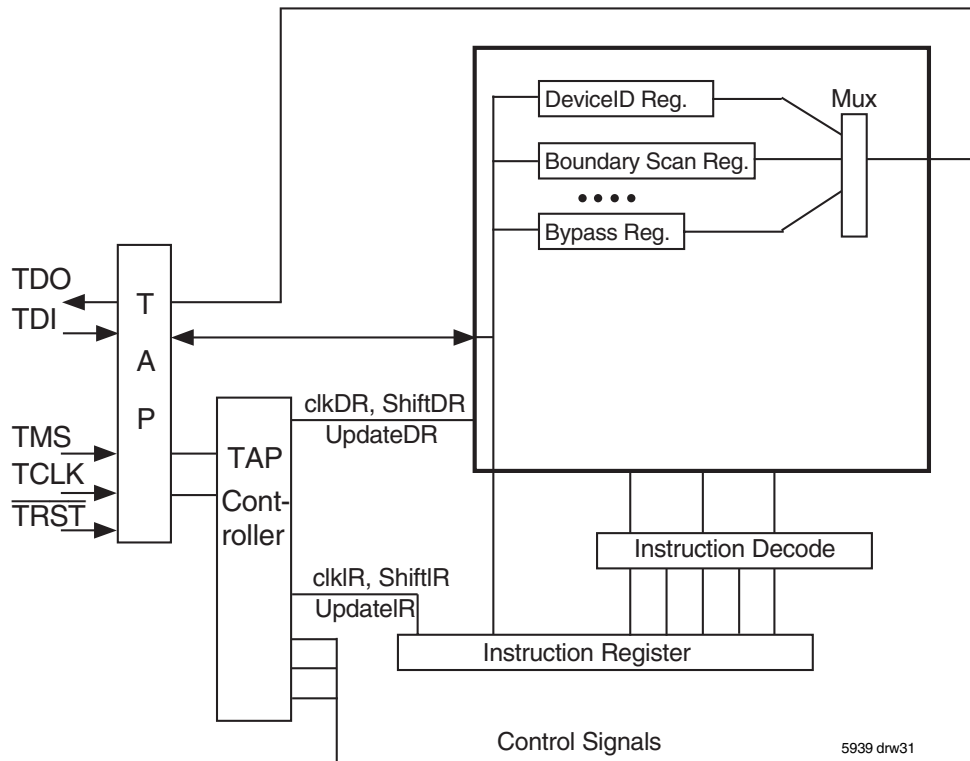 DeviceID Reg.
Mux
Boundary Scan Reg.
Bypass Reg.
TDO
TDI
TMS
TCLK
TRST
T
A
P
TAP
Cont-
roller
clkDR, ShiftDR
UpdateDR
clkIR, ShiftIR
UpdateIR
Instruction Decode
Instruction Register
Control Signals
5939 drw31